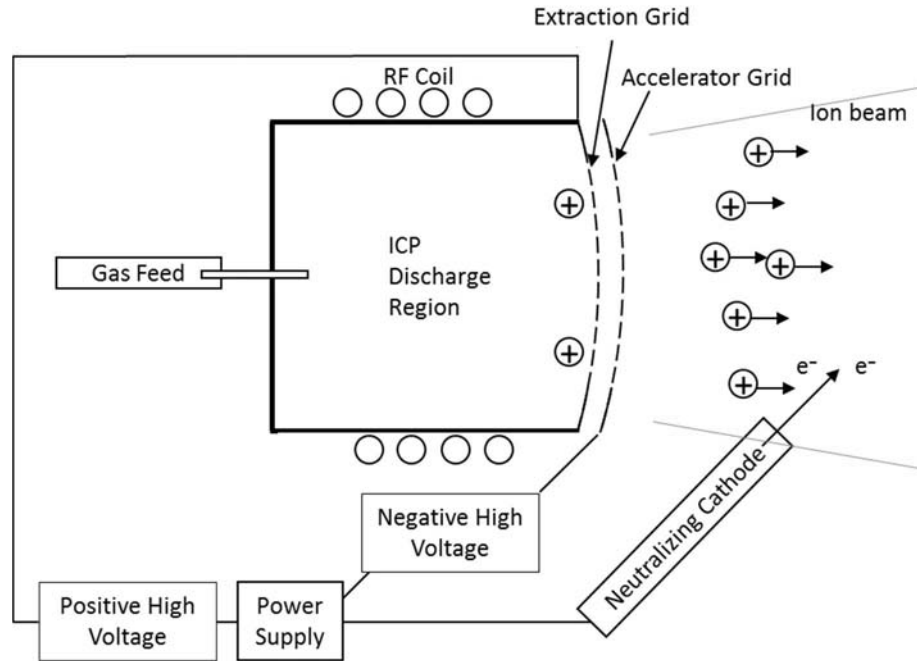 Extraction Grid
RF Coil
Accelerator Grid
Ion beam
+
+
+
ICP
Discharge
Region
Gas Feed
+ +
+
+
e⁻ e⁻
+
Neutralizing Cathode
Negative High
Voltage
Positive High
Voltage
Power
Supply